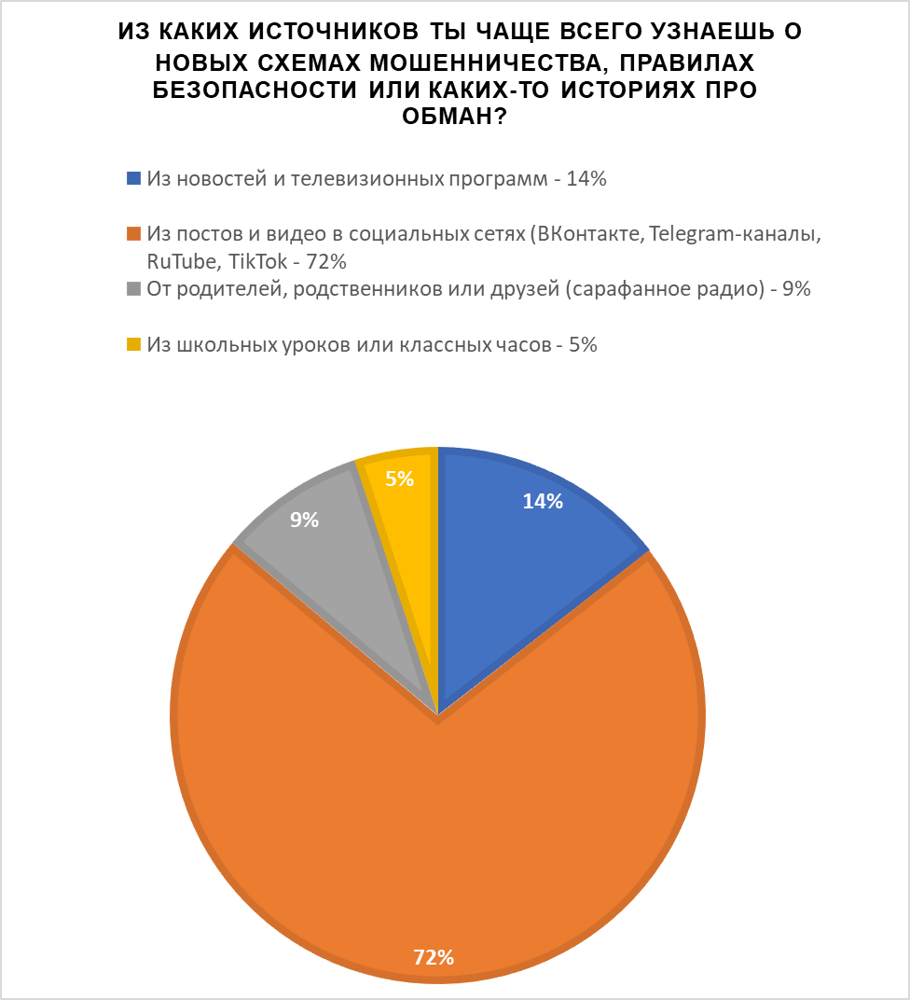 ИЗ КАКИХ ИСТОЧНИКОВ ТЫ ЧАЩЕ ВСЕГО УЗНАЕШЬ О
НОВЫХ СХЕМАХ МОШЕННИЧЕСТВА, ПРАВИЛАХ
БЕЗОПАСНОСТИ ИЛИ КАКИХ-ТО ИСТОРИЯХ ПРО
ОБМАН?
Из новостей и телевизионных программ - 14%
Из постов и видео в социальных сетях (ВКонтакте, Telegram-каналы,
RuTube, TikTok - 72%
От родителей, родственников или друзей (сарафанное радио) - 9%
Из школьных уроков или классных часов - 5%
5%
14%
9%
72%